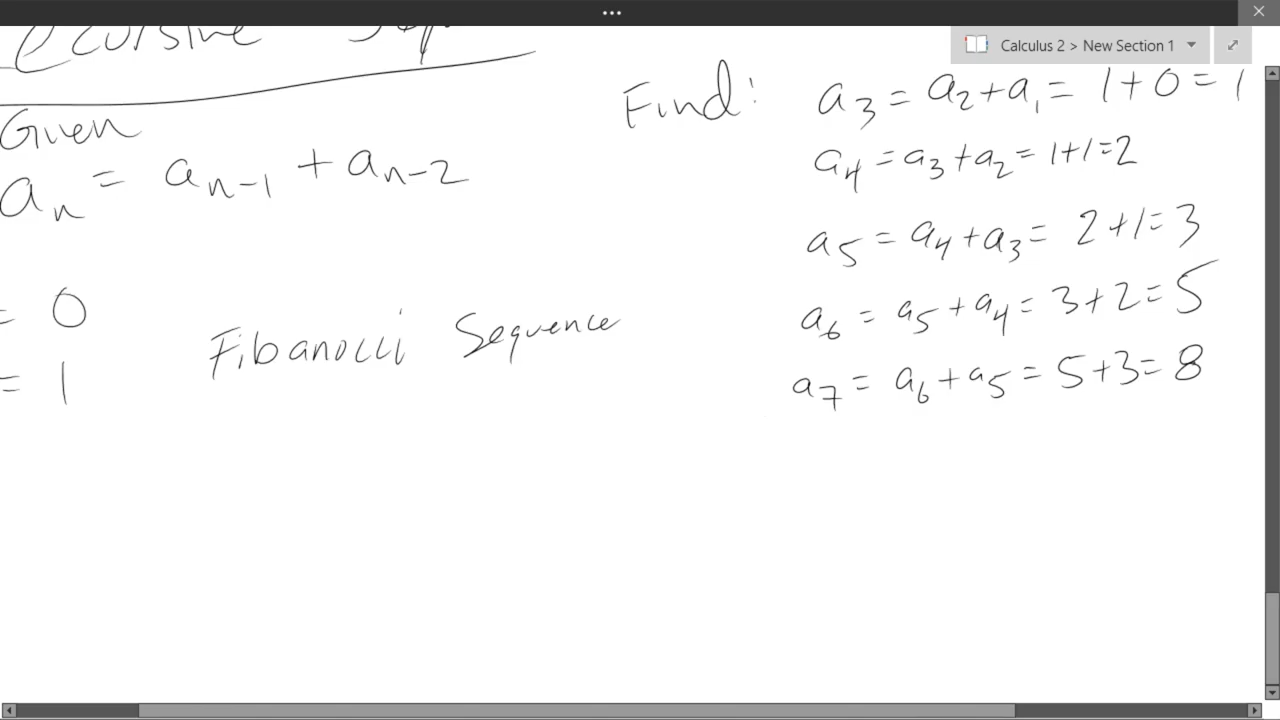 Calculus 2 > New Section 1
Given
aₙ = aₙ₋₁ + aₙ₋₂
= 0
= 1
Fibanocci Sequence
Find:
a₃ = a₂ + a₁ = 1 + 0 = 1
a₄ = a₃ + a₂ = 1 + 1 = 2
a₅ = a₄ + a₃ = 2 + 1 = 3
a₆ = a₅ + a₄ = 3 + 2 = 5
a₇ = a₆ + a₅ = 5 + 3 = 8